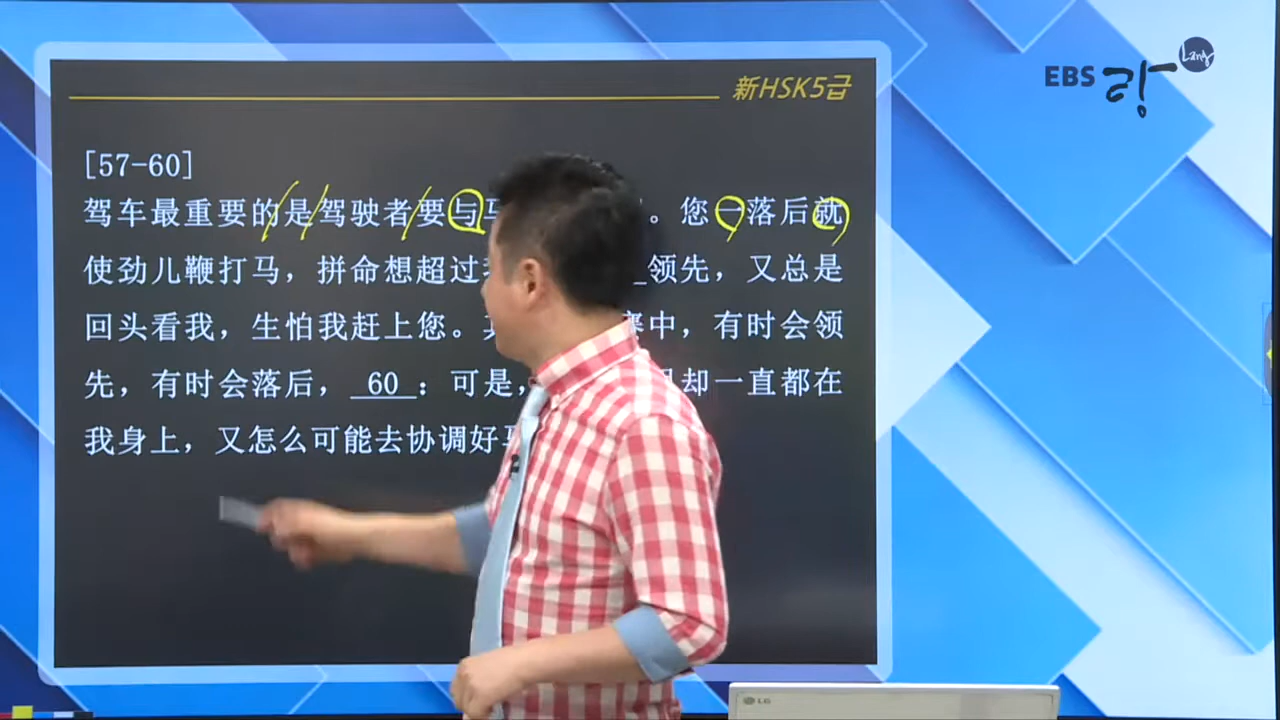 EBS 랑 Lang
新HSK5급
[57-60]
驾车最重要的是驾驶者要与 。您一落后就
使劲儿鞭打马，拼命想超过 领先，又总是
回头看我，生怕我赶上您。 中，有时会领
先，有时会落后， 60 ：可是， 却一直都在
我身上，又怎么可能去协调好
LG